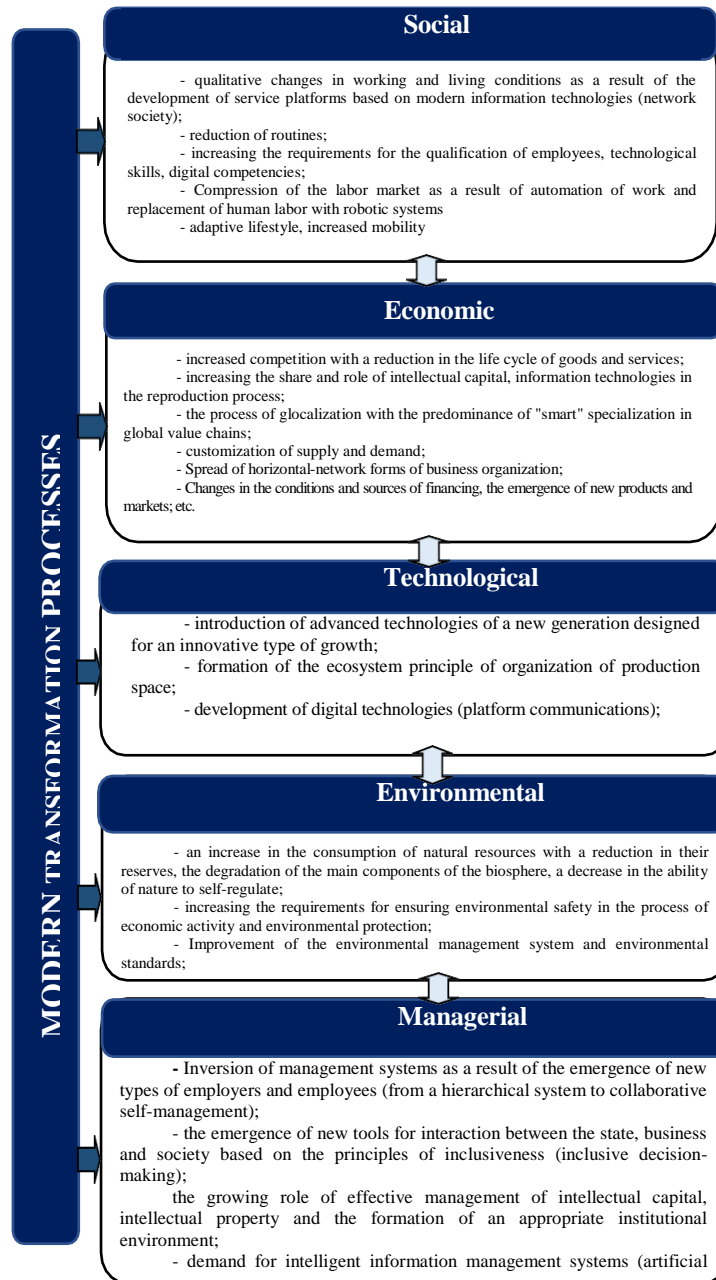 MODERN TRANSFORMATION PROCESSES
Social
- qualitative changes in working and living conditions as a result of the
development of service platforms based on modern information technologies (network
society);
- reduction of routines;
- increasing the requirements for the qualification of employees, technological
skills, digital competencies;
- Compression of the labor market as a result of automation of work and
replacement of human labor with robotic systems
- adaptive lifestyle, increased mobility
Economic
- increased competition with a reduction in the life cycle of goods and services;
- increasing the share and role of intellectual capital, information technologies in
the reproduction process;
- the process of glocalization with the predominance of "smart" specialization in
global value chains;
- customization of supply and demand;
- Spread of horizontal-network forms of business organization;
- Changes in the conditions and sources of financing, the emergence of new products and
markets; etc.
Technological
- introduction of advanced technologies of a new generation designed
for an innovative type of growth;
- formation of the ecosystem principle of organization of production
space;
- development of digital technologies (platform communications);
Environmental
- an increase in the consumption of natural resources with a reduction in their
reserves, the degradation of the main components of the biosphere, a decrease in the ability
of nature to self-regulate;
- increasing the requirements for ensuring environmental safety in the process of
economic activity and environmental protection;
- Improvement of the environmental management system and environmental
standards;
Managerial
- Inversion of management systems as a result of the emergence of new
types of employers and employees (from a hierarchical system to collaborative
self-management);
- the emergence of new tools for interaction between the state, business
and society based on the principles of inclusiveness (inclusive decision-
making);
the growing role of effective management of intellectual capital,
intellectual property and the formation of an appropriate institutional
environment;
- demand for intelligent information management systems (artificial